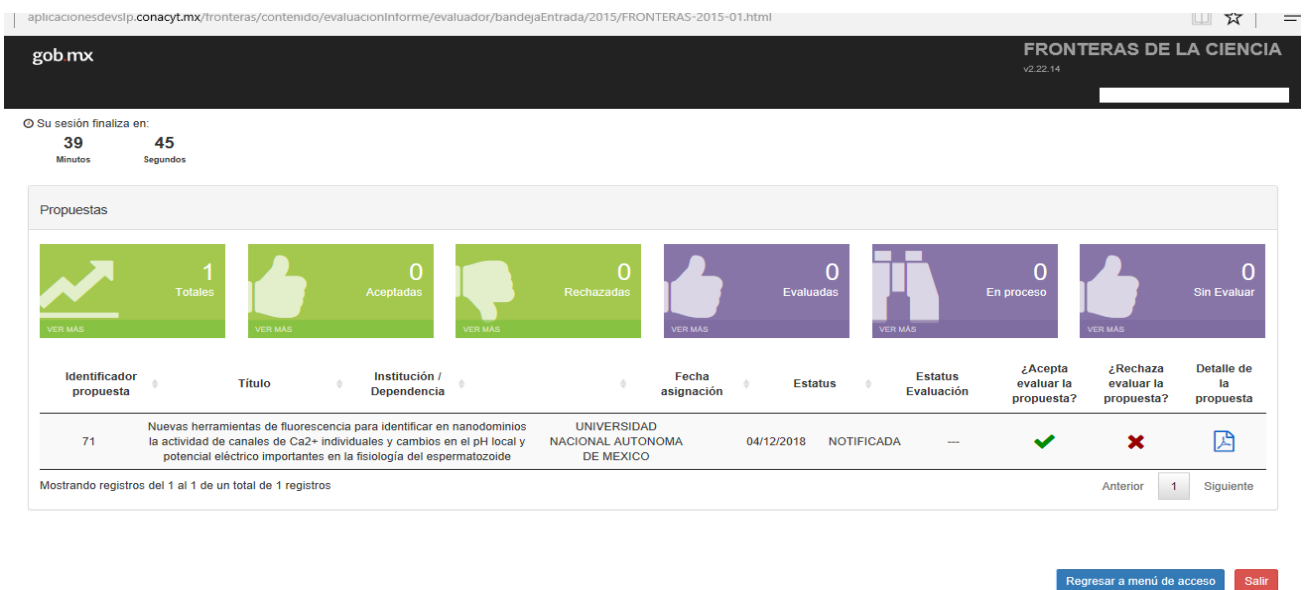 aplicacionesdevslp.conacyt.mx/fronteras/contenido/evaluacionInforme/evaluador/bandejaEntrada/2015/FRONTERAS-2015-01.html
gob.mx
FRONTERAS DE LA CIENCIA
v2.22.14
Su sesión finaliza en:
39 45
Minutos Segundos
Propuestas
1
Totales
VER MÁS
0
Aceptadas
VER MÁS
0
Rechazadas
VER MÁS
0
Evaluadas
VER MÁS
0
En proceso
VER MÁS
0
Sin Evaluar
VER MÁS
Identificador
propuesta
Título
Institución /
Dependencia
Fecha
asignación
Estatus
Estatus
Evaluación
¿Acepta
evaluar la
propuesta?
¿Rechaza
evaluar la
propuesta?
Detalle de
la
propuesta
71
Nuevas herramientas de fluorescencia para identificar en nanodominios
la actividad de canales de Ca2+ individuales y cambios en el pH local y
potencial eléctrico importantes en la fisiología del espermatozoide
UNIVERSIDAD
NACIONAL AUTONOMA
DE MEXICO
04/12/2018
NOTIFICADA
---
Mostrando registros del 1 al 1 de un total de 1 registros
Anterior 1 Siguiente
Regresar a menú de acceso Salir